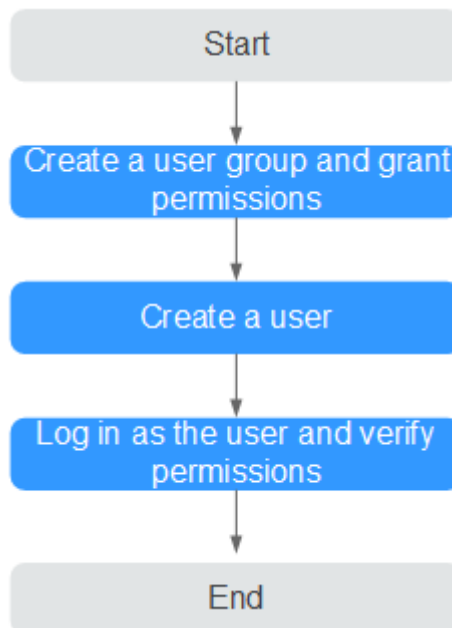 Start
Create a user group and grant
permissions
Create a user
Log in as the user and verify
permissions
End